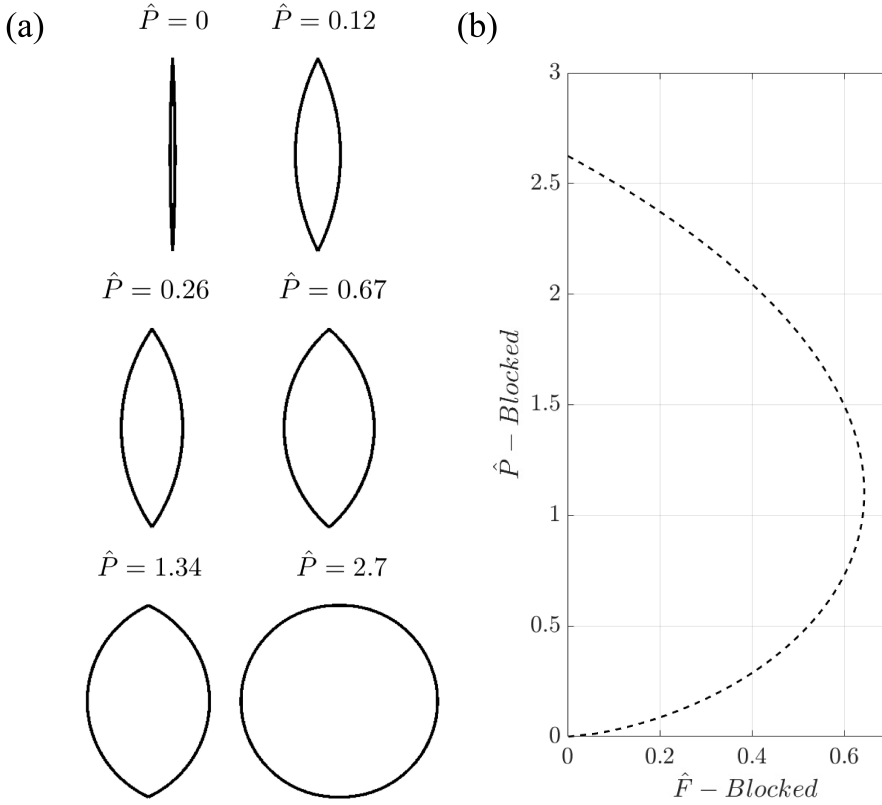 (a)
P̂ = 0
P̂ = 0.12
P̂ = 0.26
P̂ = 0.67
P̂ = 1.34
P̂ = 2.7
(b)
3
2.5
2
1.5
1
0.5
0
P̂ − Blocked
0
0.2
0.4
0.6
F̂ − Blocked